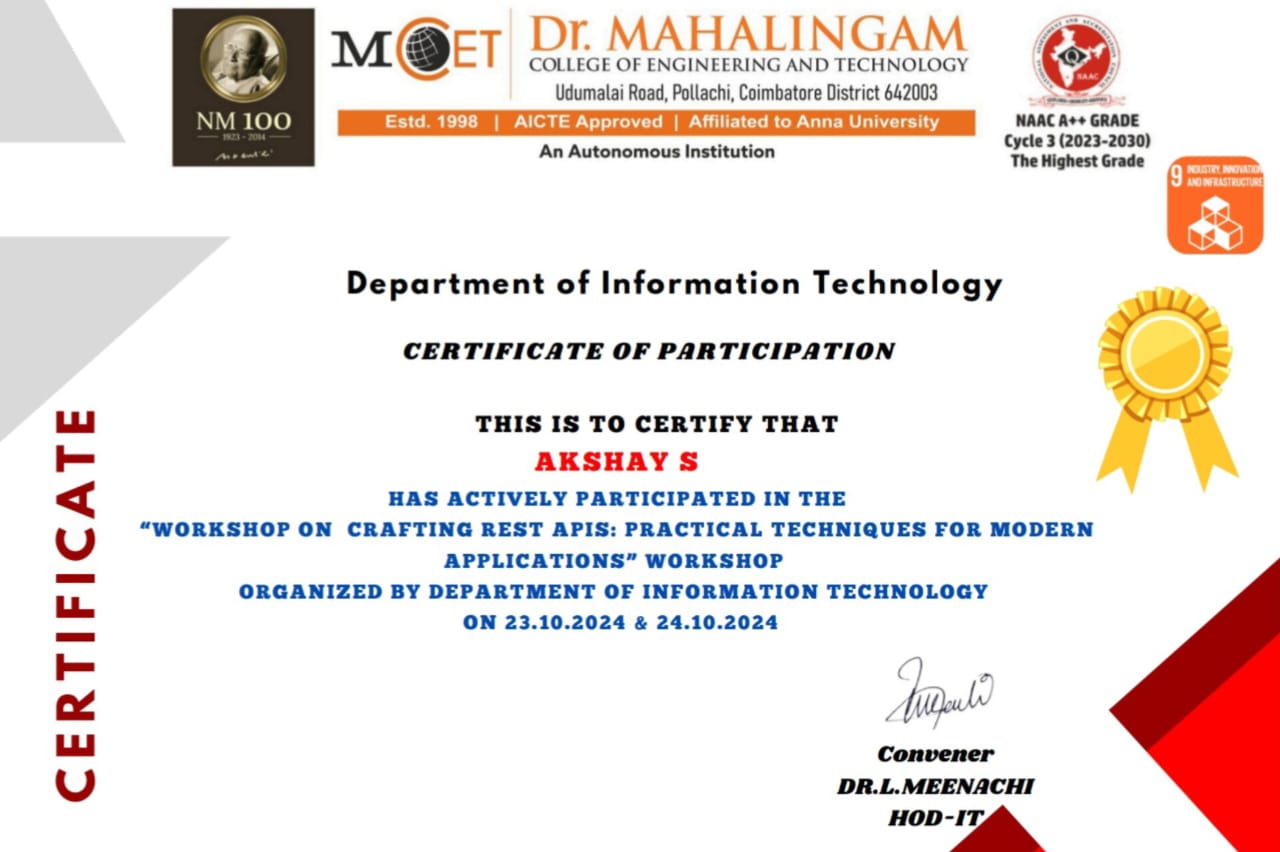 NM 100
1923 - 2014
MCET
Dr. MAHALINGAM
COLLEGE OF ENGINEERING AND TECHNOLOGY
Udumalai Road, Pollachi, Coimbatore District 642003
Estd. 1998 | AICTE Approved | Affiliated to Anna University
An Autonomous Institution
NAAC A++ GRADE
Cycle 3 (2023-2030)
The Highest Grade
9 INDUSTRY, INNOVATION
AND INFRASTRUCTURE
Department of Information Technology
CERTIFICATE OF PARTICIPATION
CERTIFICATE
THIS IS TO CERTIFY THAT
AKSHAY S
HAS ACTIVELY PARTICIPATED IN THE
“WORKSHOP ON CRAFTING REST APIS: PRACTICAL TECHNIQUES FOR MODERN
APPLICATIONS” WORKSHOP
ORGANIZED BY DEPARTMENT OF INFORMATION TECHNOLOGY
ON 23.10.2024 & 24.10.2024
Convener
DR.L.MEENACHI
HOD-IT